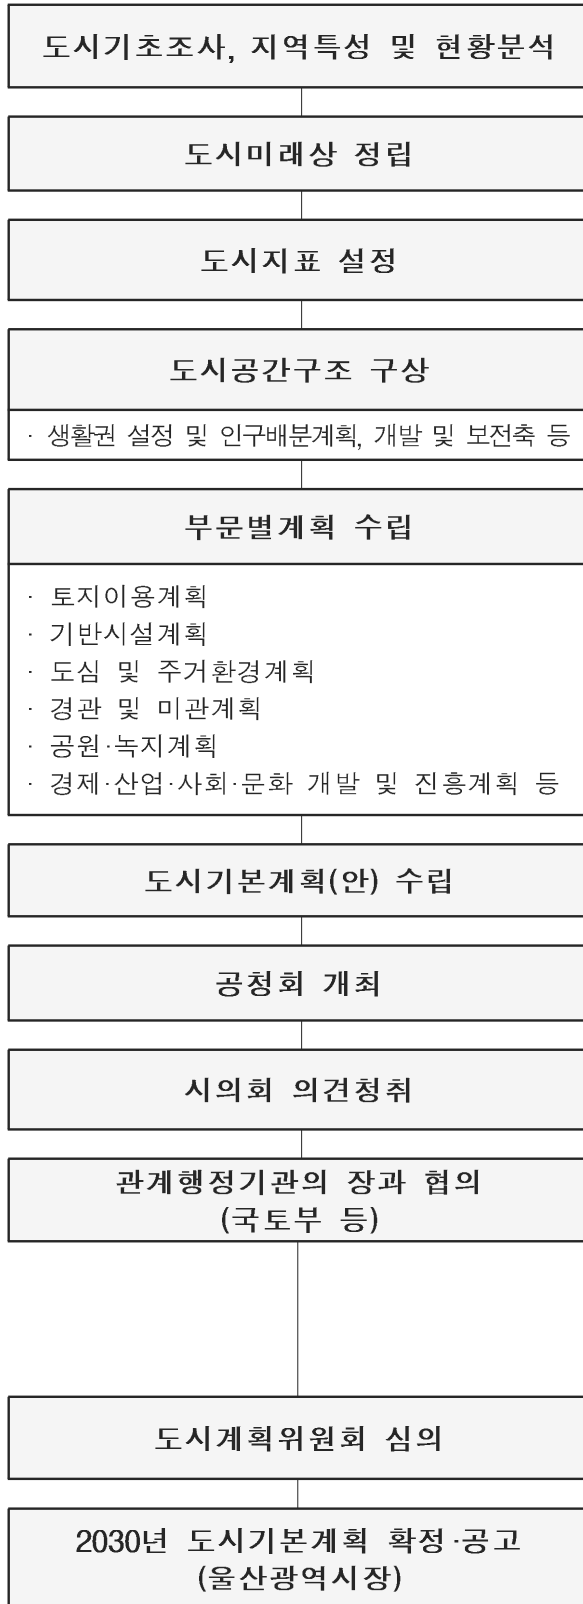 도시기초조사, 지역특성 및 현황분석
도시미래상 정립
도시지표 설정
도시공간구조 구상
· 생활권 설정 및 인구배분계획, 개발 및 보전축 등
부문별계획 수립
· 토지이용계획
· 기반시설계획
· 도심 및 주거환경계획
· 경관 및 미관계획
· 공원·녹지계획
· 경제·산업·사회·문화 개발 및 진흥계획 등
도시기본계획(안) 수립
공청회 개최
시의회 의견청취
관계행정기관의 장과 협의
(국토부 등)
도시계획위원회 심의
2030년 도시기본계획 확정·공고
(울산광역시장)